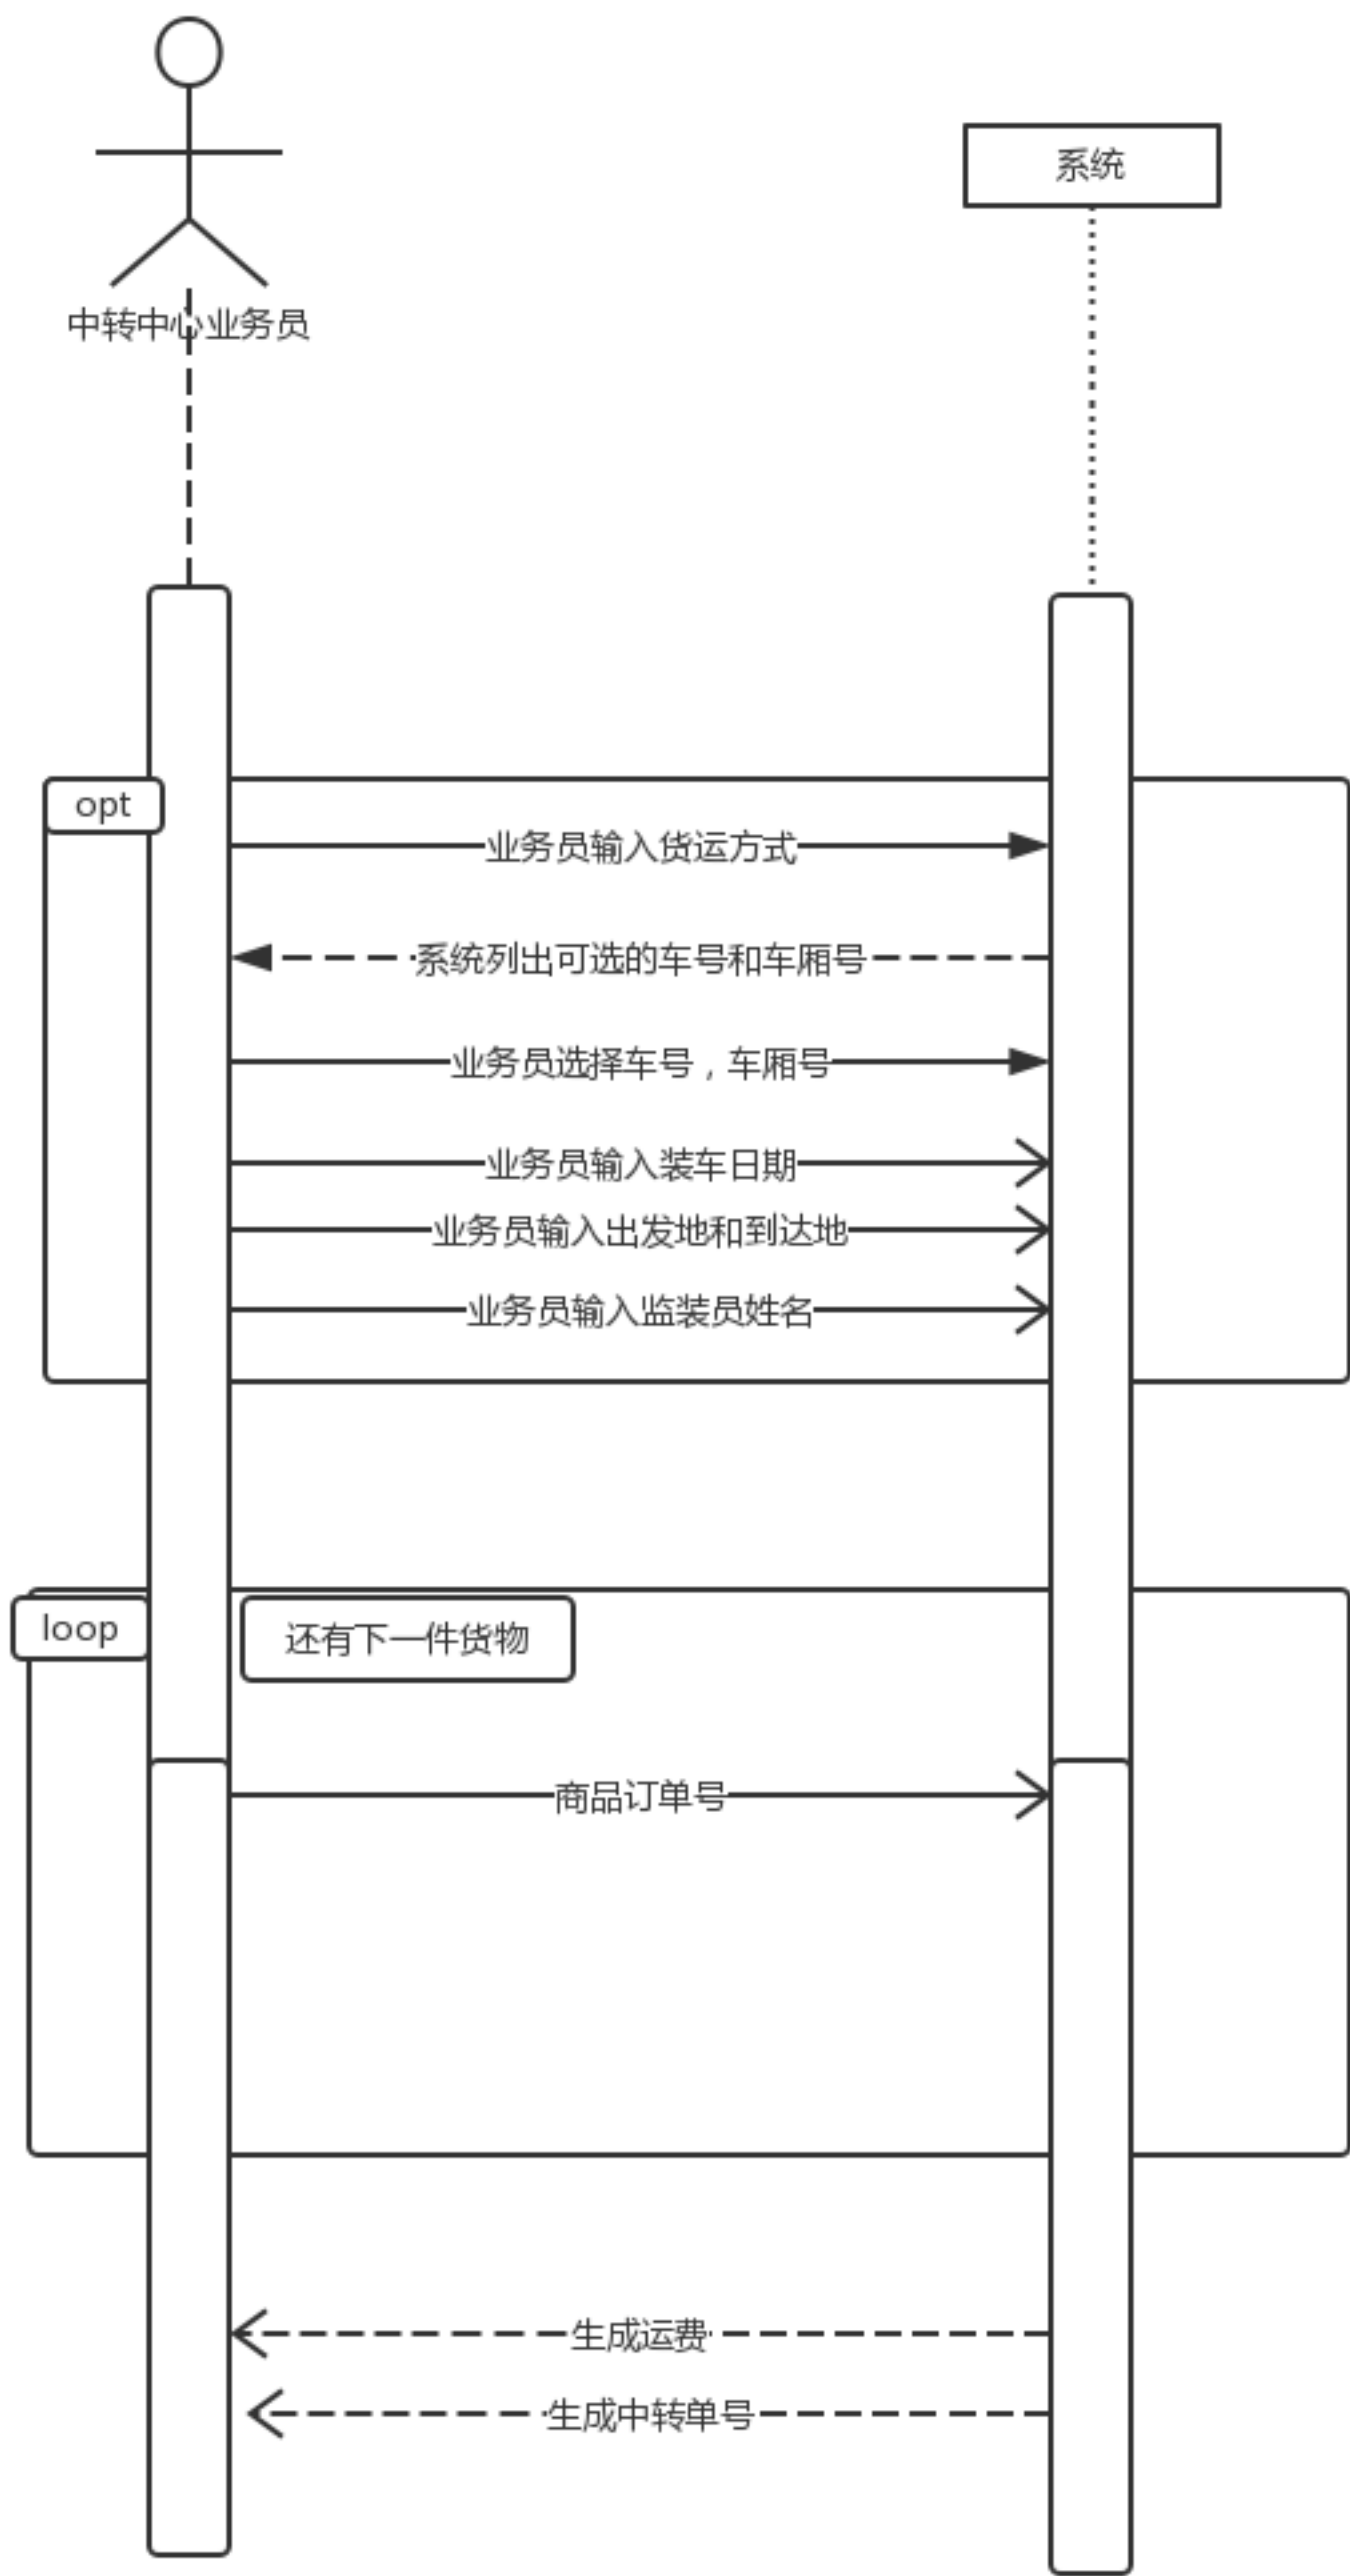 系统
中转中心业务员
opt
业务员输入货运方式
系统列出可选的车号和车厢号
业务员选择车号，车厢号
业务员输入装车日期
业务员输入出发地和到达地
业务员输入监装员姓名
loop
还有下一件货物
商品订单号
生成运费
生成中转单号